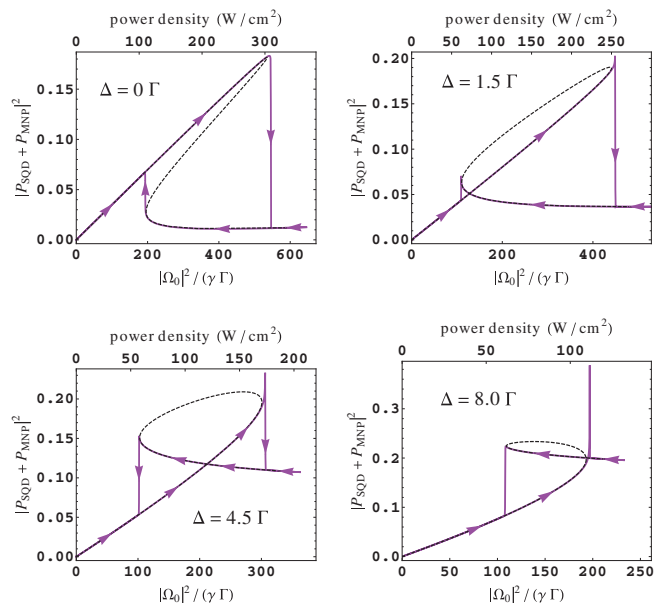 power density (W/cm²)
0 100 200 300
|P_SQD + P_MNP|²
0.15
0.10
0.05
0.00
Δ = 0 Γ
0 200 400 600
|Ω₀|² / (γ Γ)
power density (W/cm²)
0 50 100 150 200 250
|P_SQD + P_MNP|²
0.20
0.15
0.10
0.05
0.00
Δ = 1.5 Γ
0 200 400
|Ω₀|² / (γ Γ)
power density (W/cm²)
0 50 100 150 200
|P_SQD + P_MNP|²
0.20
0.15
0.10
0.05
0.00
Δ = 4.5 Γ
0 100 200 300
|Ω₀|² / (γ Γ)
power density (W/cm²)
0 50 100
|P_SQD + P_MNP|²
0.3
0.2
0.1
0.0
Δ = 8.0 Γ
0 50 100 150 200 250
|Ω₀|² / (γ Γ)